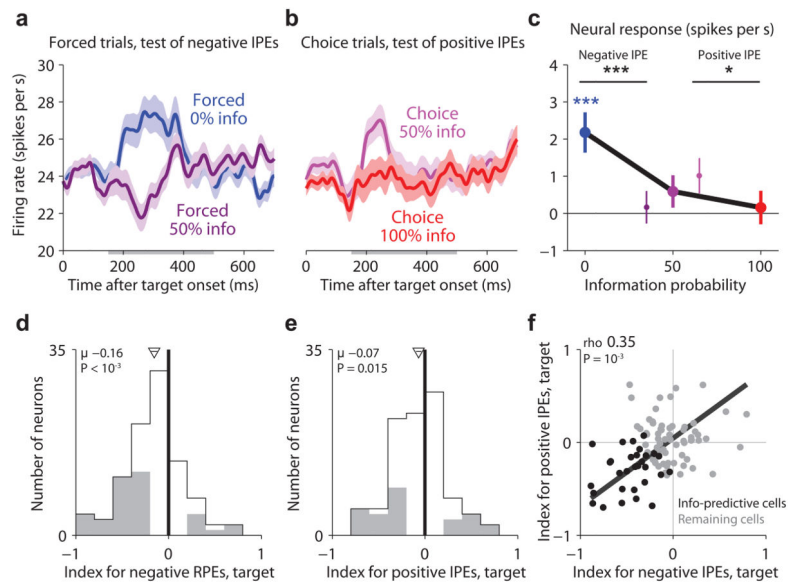 a
Forced trials, test of negative IPEs
30
28
26
24
22
20
Firing rate (spikes per s)
Forced
0% info
Forced
50% info
0
200
400
600
Time after target onset (ms)
b
Choice trials, test of positive IPEs
Choice
50% info
Choice
100% info
0
200
400
600
Time after target onset (ms)
c
Neural response (spikes per s)
4
3
2
1
0
−1
Negative IPE
***
Positive IPE
*
***
0
50
100
Information probability
d
35
0
Number of neurons
μ −0.16
P < 10⁻³
−1
0
1
Index for negative RPEs, target
e
35
0
Number of neurons
μ −0.07
P = 0.015
−1
0
1
Index for positive IPEs, target
f
rho 0.35
P = 10⁻³
1
0
−1
Index for positive IPEs, target
Info-predictive cells
Remaining cells
−1
0
1
Index for negative IPEs, target